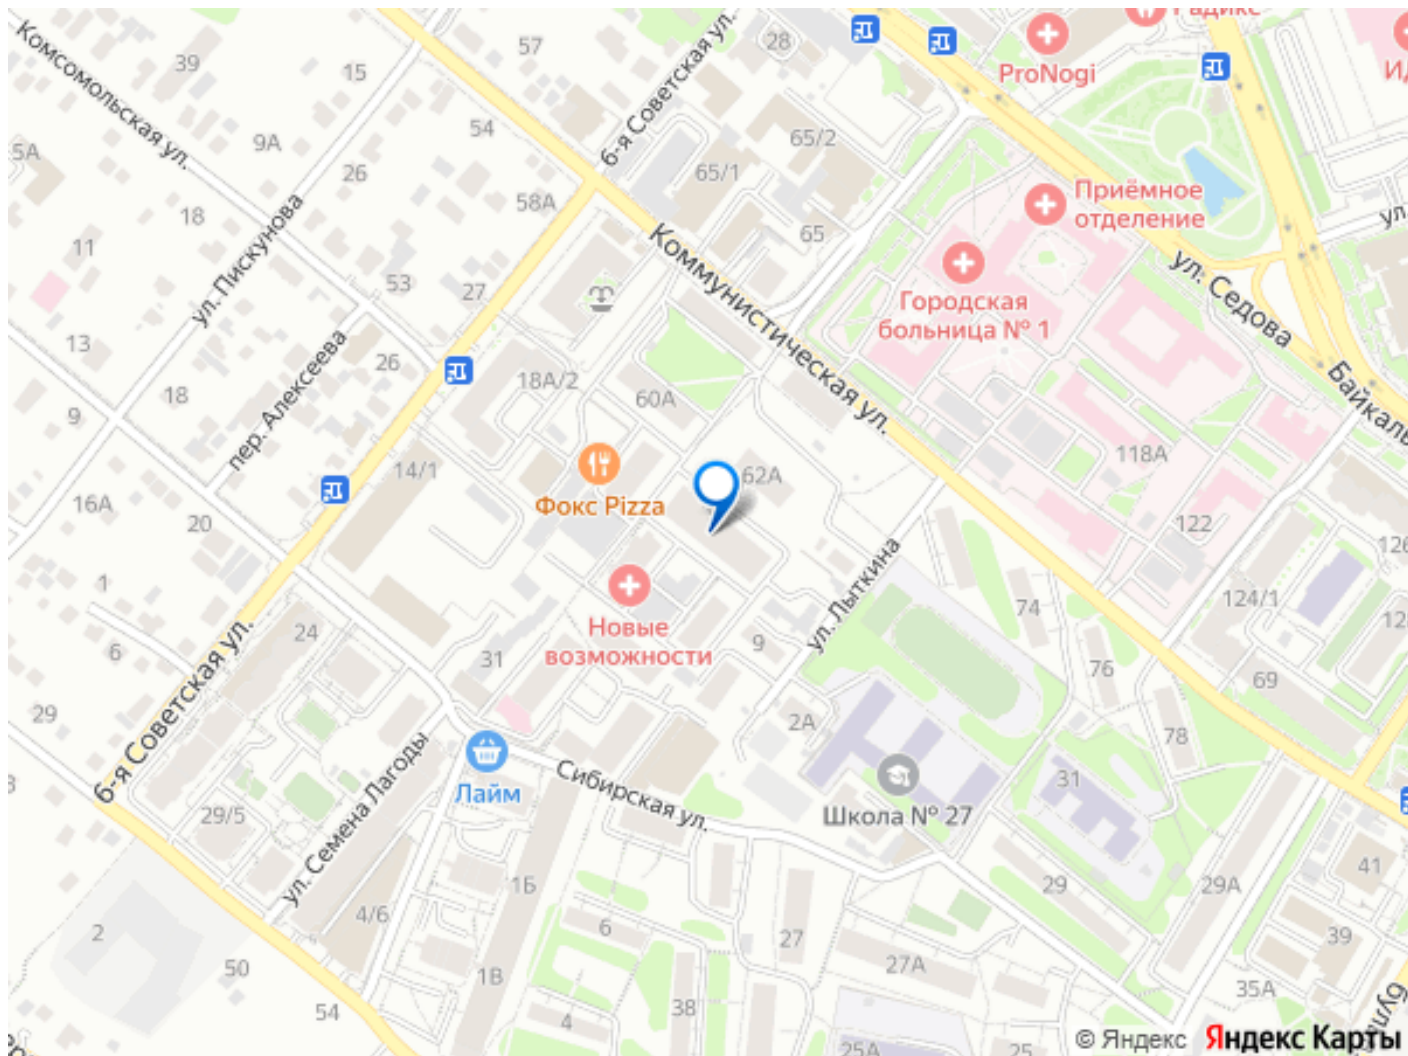 Комсомольская ул.
39
57
15
9А
54
5А
26
18
11
58А
ул. Пискунова
53
27
13
26
18
9
пер. Алексеева
6-я Советская ул.
28
65/2
65/1
65
Коммунистическая ул.
ProNogi
Радикс
Приёмное
отделение
ул. Седова
Городская
больница № 1
ул.
18А/2
60А
62А
Фокс Pizza
14/1
16А
20
1
6
24
29
6-я Советская ул.
31
Новые
возможности
9
ул. Лыткина
118А
122
124/1
126
74
76
69
78
2А
31
Школа № 27
Лайм
Сибирская ул.
29/5
ул. Семена Лагоды
4/6
1Б
1В
2
50
54
6
4
38
27
27А
25А
25
29
29А
41
39
35А
© Яндекс Яндекс Карты